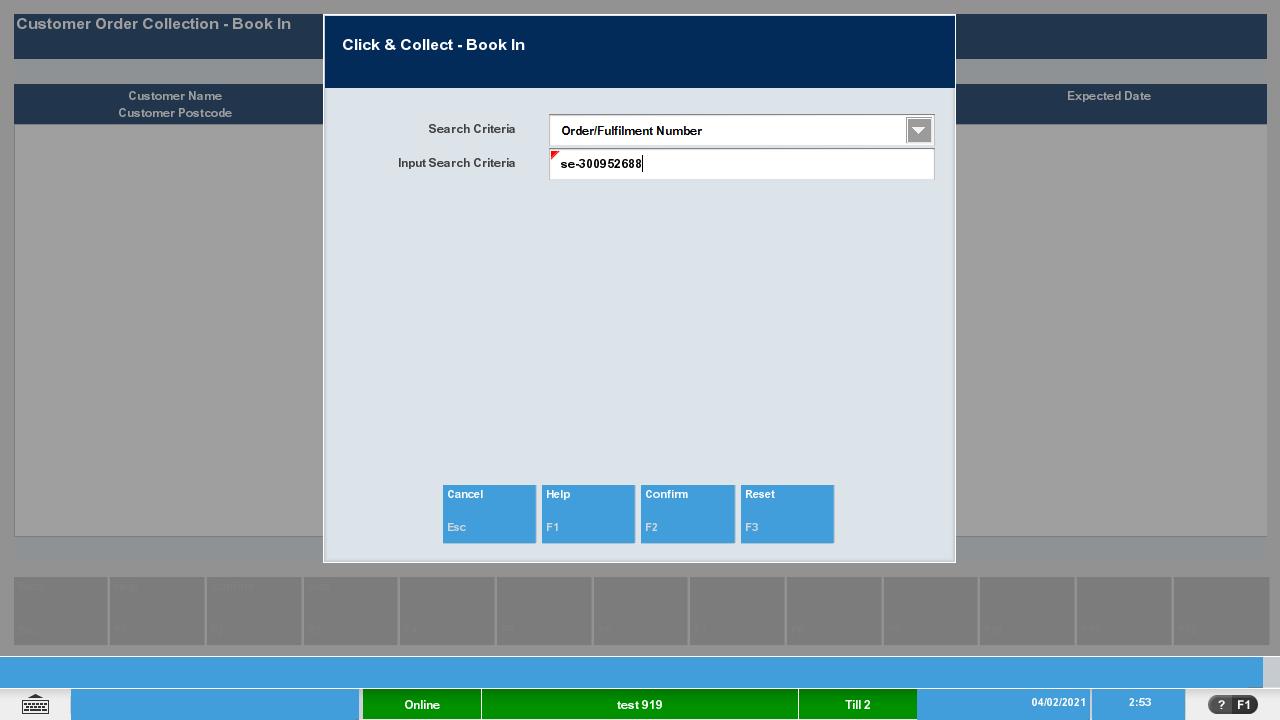 Customer Order Collection - Book In
Click & Collect - Book In
Customer Name
Customer Postcode
Expected Date
Search Criteria
Order/Fulfilment Number
Input Search Criteria
se-300952688
Cancel
Help
Confirm
Reset
Esc
F1
F2
F3
Online
test 919
Till 2
04/02/2021
2:53
? F1